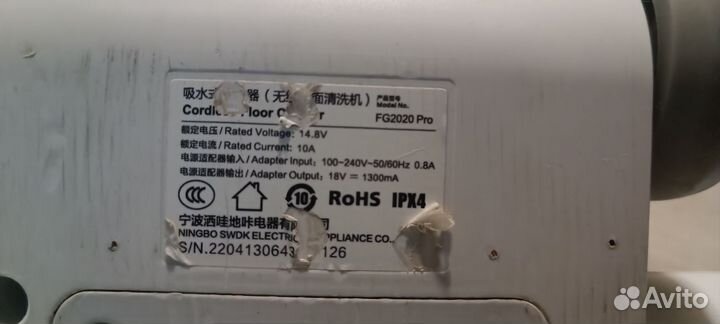 吸水式 器（无线 面清洗机） 产品型号 Model No.
Floor FG2020 Pro
额定电压/Rated Voltage: 14.8V
额定电流/Rated Current: 10A
电源适配器输入/Adapter Input: 100-240V~50/60Hz 0.8A
电源适配器输出/Adapter Output: 18V ⎓ 1300mA
CCC 10 RoHS IPX4
宁波洒哇地咔电器有 司
NINGBO SWDK APPLIANCE CO.
S/N.220413064 126
Avito